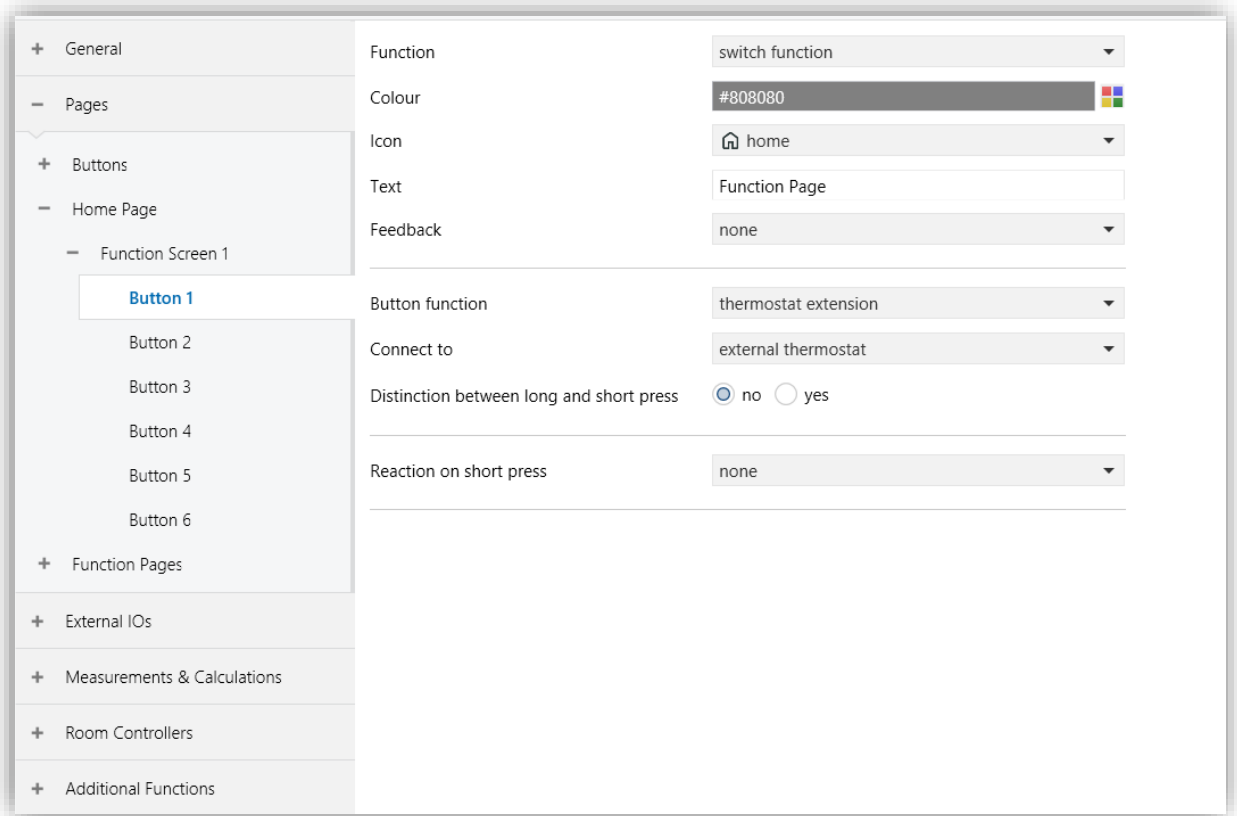 General
Pages
Buttons
Home Page
Function Screen 1
Button 1
Button 2
Button 3
Button 4
Button 5
Button 6
Function Pages
External IOs
Measurements & Calculations
Room Controllers
Additional Functions
Function switch function
Colour #808080
Icon home
Text Function Page
Feedback none
Button function thermostat extension
Connect to external thermostat
Distinction between long and short press no yes
Reaction on short press none